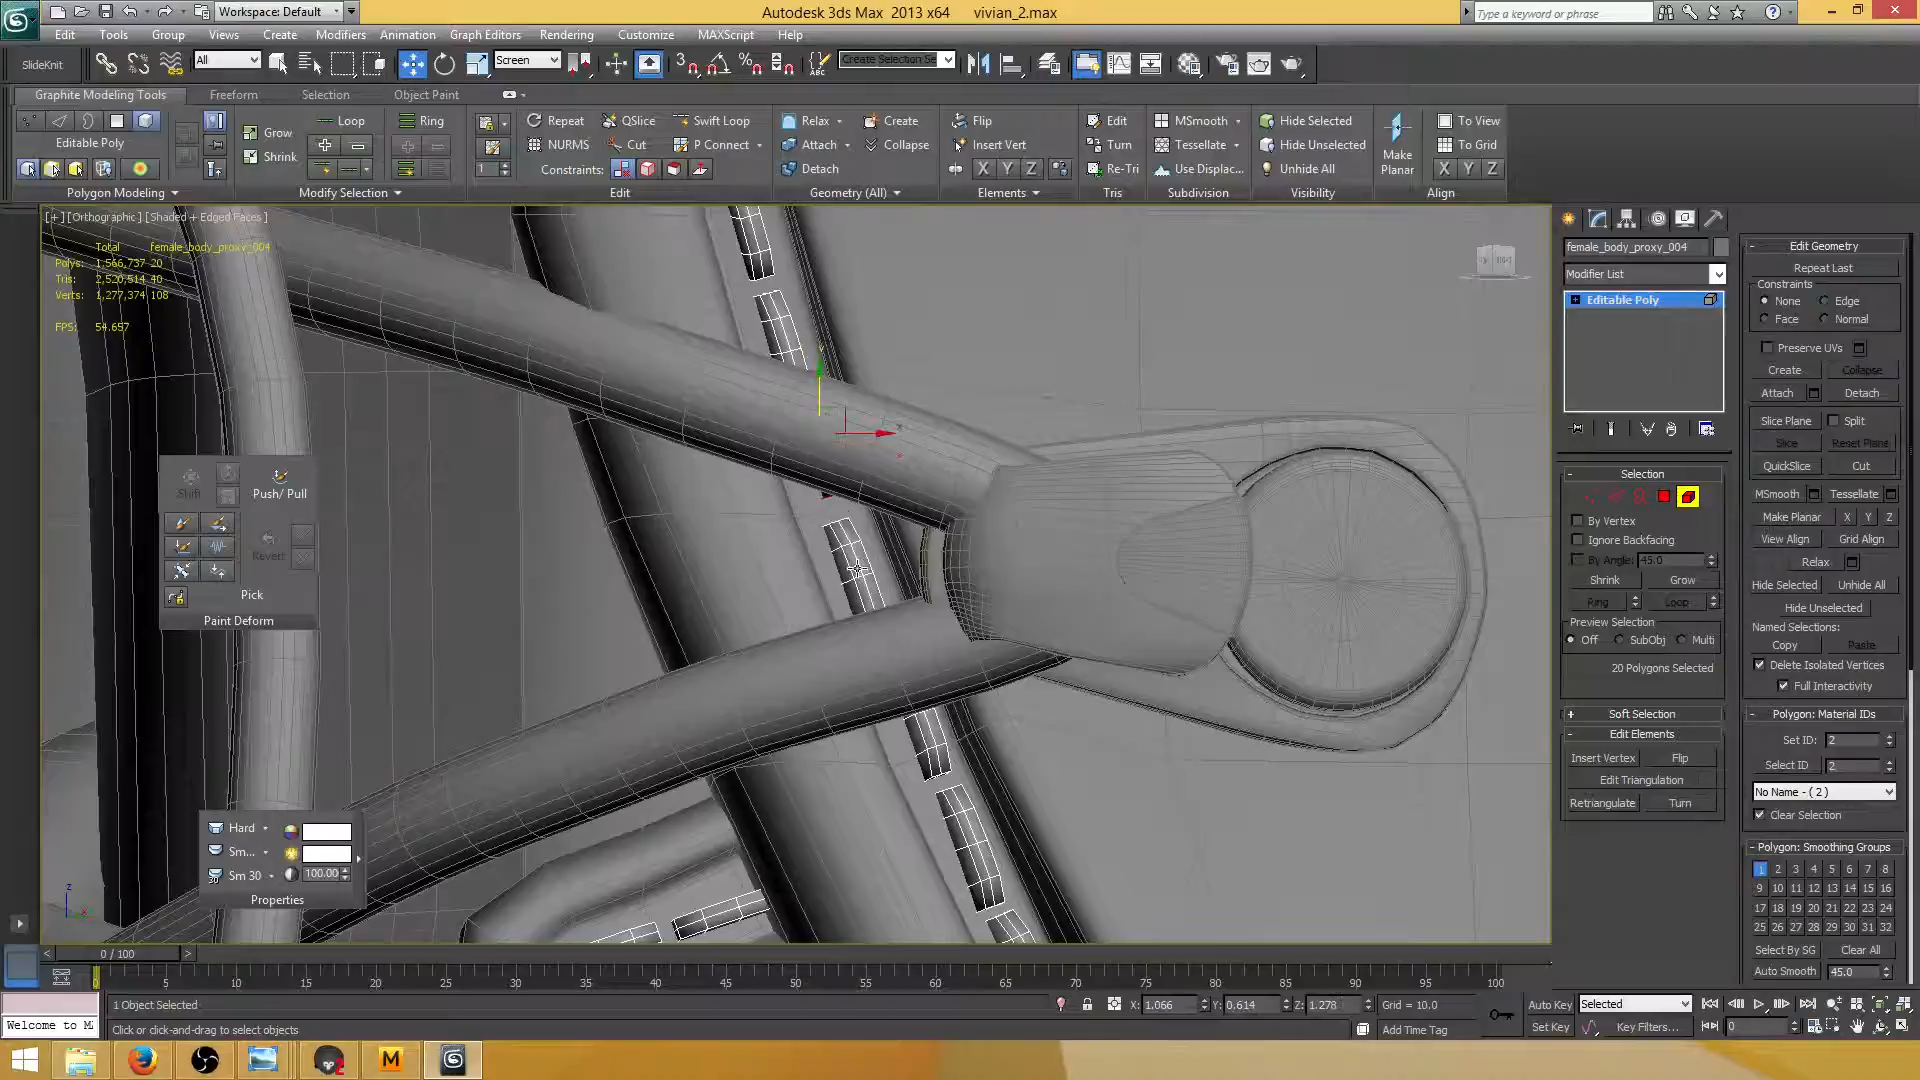 Workspace: Default
Autodesk 3ds Max 2013 x64 vivian_2.max
Type a keyword or phrase
Edit Tools Group Views Create Modifiers Animation Graph Editors Rendering Customize MAXScript Help
SlideKnit
All
Screen
Create Selection Se
Graphite Modeling Tools Freeform Selection Object Paint
Editable Poly
Polygon Modeling
Grow
Shrink
Loop
Ring
Modify Selection
1
Repeat QSlice Swift Loop
NURMS Cut P Connect
Constraints:
Edit
Relax Create
Attach Collapse
Detach
Geometry (All)
Flip
Insert Vert
X Y Z
Elements
Edit
Turn
Re-Tri
Tris
MSmooth
Tessellate
Use Displac...
Subdivision
Hide Selected
Hide Unselected
Unhide All
Visibility
Make
Planar
To View
To Grid
X Y Z
Align
[+] [Orthographic] [Shaded + Edged Faces]
Total female_body_proxy_004
Polys: 1,566,737 20
Tris: 2,520,514 40
Verts: 1,277,374 108
FPS: 54.657
Shift
Push/ Pull
Revert
Pick
Paint Deform
Hard
Sm...
Sm 30
100.00
Properties
female_body_proxy_004
Modifier List
Editable Poly
Selection
By Vertex
Ignore Backfacing
By Angle: 45.0
Shrink Grow
Ring Loop
Preview Selection
Off SubObj Multi
20 Polygons Selected
Soft Selection
Edit Elements
Insert Vertex Flip
Edit Triangulation
Retriangulate Turn
Edit Geometry
Repeat Last
Constraints
None Edge
Face Normal
Preserve UVs
Create Collapse
Attach Detach
Slice Plane Split
Slice Reset Plane
QuickSlice Cut
MSmooth Tessellate
Make Planar X Y Z
View Align Grid Align
Relax
Hide Selected Unhide All
Hide Unselected
Named Selections:
Copy Paste
Delete Isolated Vertices
Full Interactivity
Polygon: Material IDs
Set ID: 2
Select ID 2
No Name - ( 2 )
Clear Selection
Polygon: Smoothing Groups
1 2 3 4 5 6 7 8
9 10 11 12 13 14 15 16
17 18 19 20 21 22 23 24
25 26 27 28 29 30 31 32
Select By SG Clear All
Auto Smooth 45.0
0 / 100
0 5 10 15 20 25 30 35 40 45 50 55 60 65 70 75 80 85 90 95 100
1 Object Selected
X: 1.066 Y: 0.614 Z: 1.278 Grid = 10.0
Auto Key Selected
Welcome to M
Click or click-and-drag to select objects
Add Time Tag
Set Key Key Filters... 0